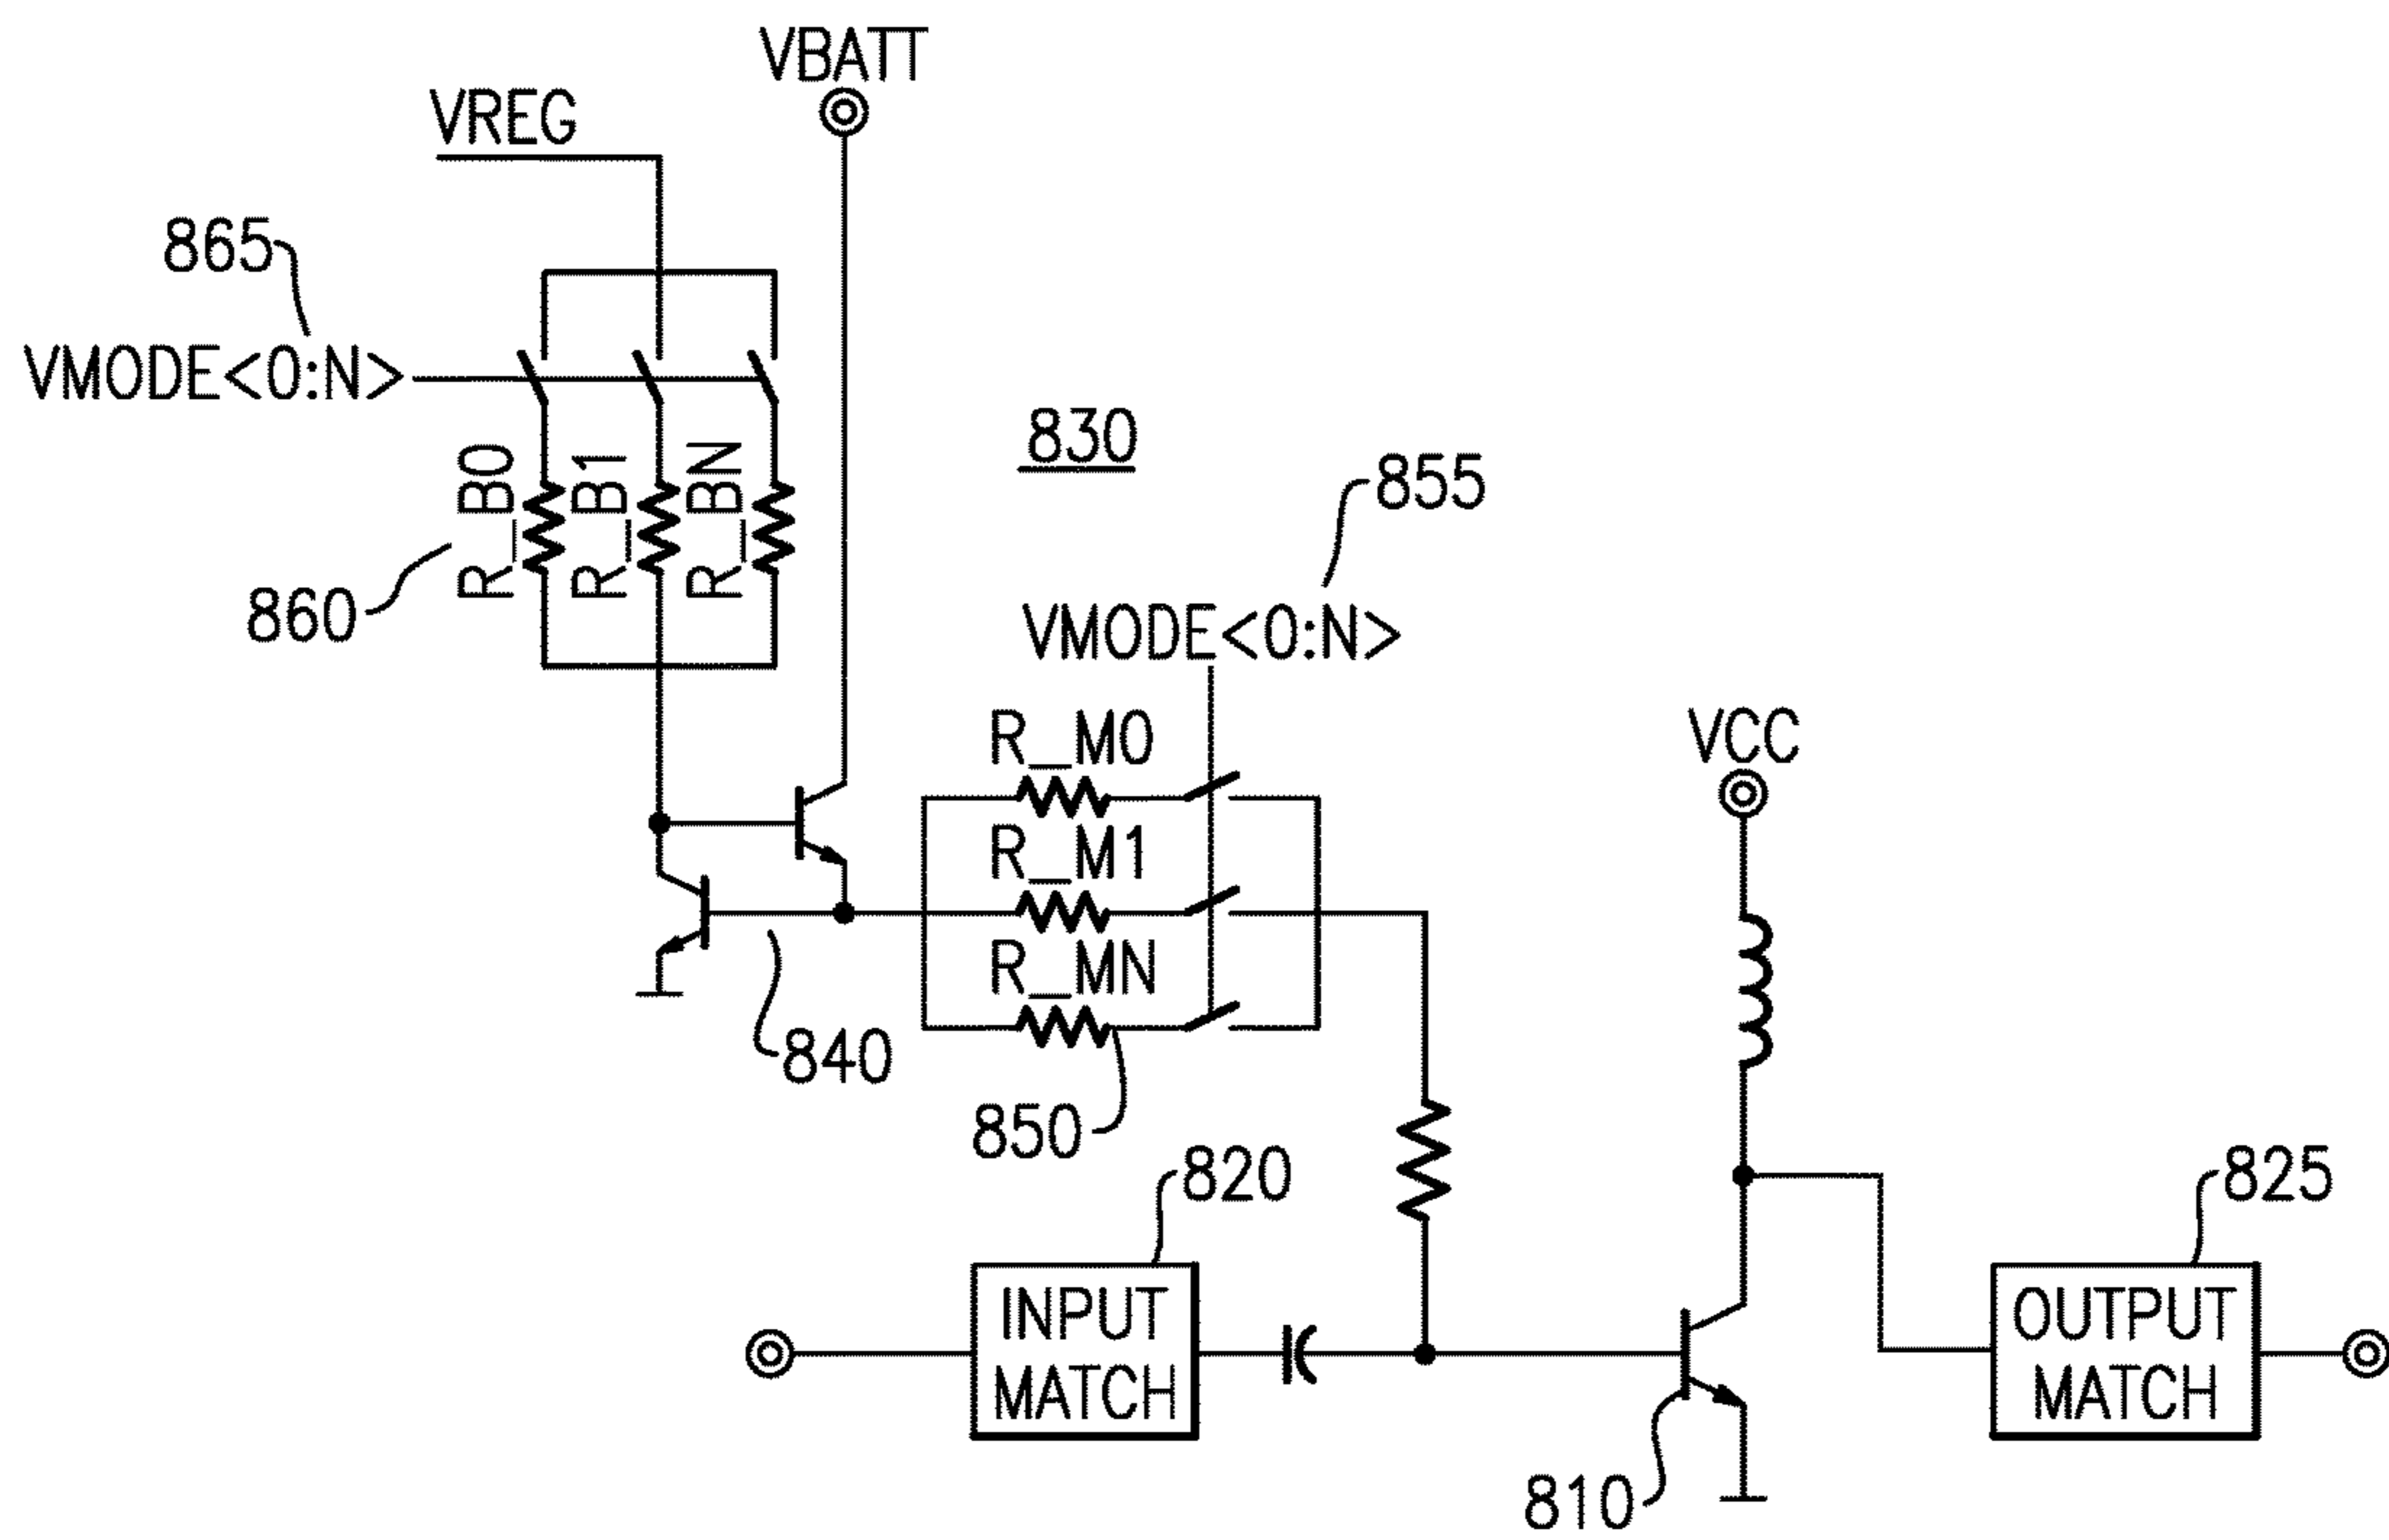 VBATT
VREG
865
VMODE<0:N>
830
855
R_B0
R_B1
R_BN
860
VMODE<0:N>
R_M0
VCC
R_M1
R_MN
840
850
820
825
INPUT
MATCH
OUTPUT
MATCH
810